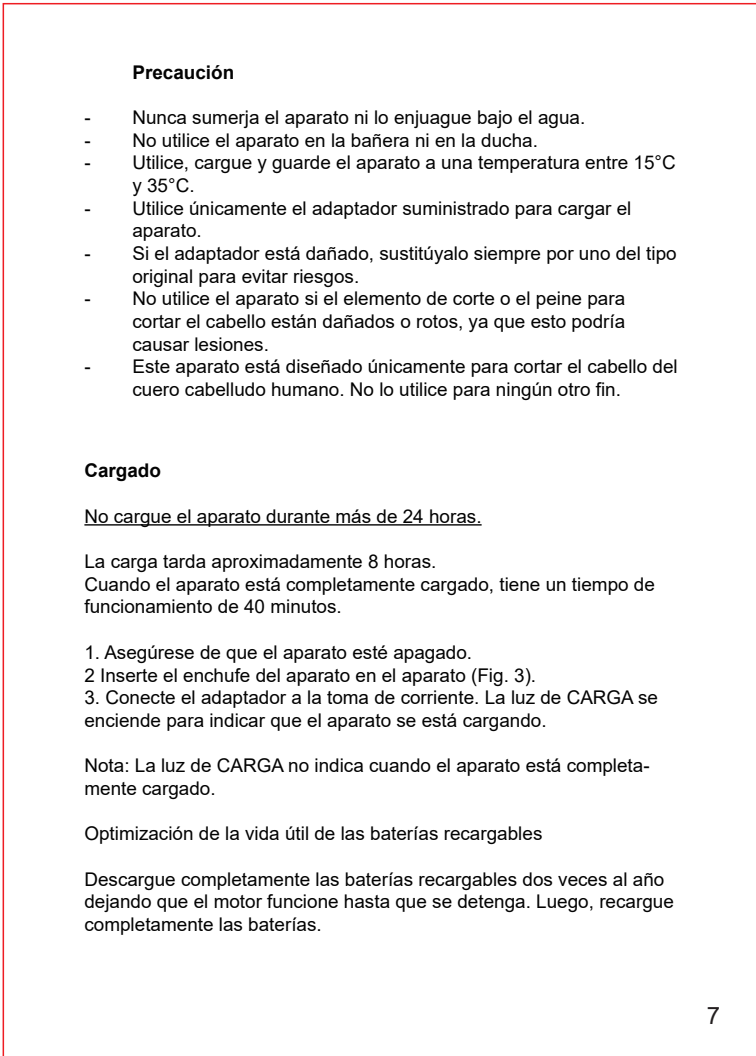 Precaución
- Nunca sumerja el aparato ni lo enjuague bajo el agua.
- No utilice el aparato en la bañera ni en la ducha.
- Utilice, cargue y guarde el aparato a una temperatura entre 15°C
y 35°C.
- Utilice únicamente el adaptador suministrado para cargar el
aparato.
- Si el adaptador está dañado, sustitúyalo siempre por uno del tipo
original para evitar riesgos.
- No utilice el aparato si el elemento de corte o el peine para
cortar el cabello están dañados o rotos, ya que esto podría
causar lesiones.
- Este aparato está diseñado únicamente para cortar el cabello del
cuero cabelludo humano. No lo utilice para ningún otro fin.
Cargado
No cargue el aparato durante más de 24 horas.
La carga tarda aproximadamente 8 horas.
Cuando el aparato está completamente cargado, tiene un tiempo de
funcionamiento de 40 minutos.
1. Asegúrese de que el aparato esté apagado.
2 Inserte el enchufe del aparato en el aparato (Fig. 3).
3. Conecte el adaptador a la toma de corriente. La luz de CARGA se
enciende para indicar que el aparato se está cargando.
Nota: La luz de CARGA no indica cuando el aparato está completa-
mente cargado.
Optimización de la vida útil de las baterías recargables
Descargue completamente las baterías recargables dos veces al año
dejando que el motor funcione hasta que se detenga. Luego, recargue
completamente las baterías.
7